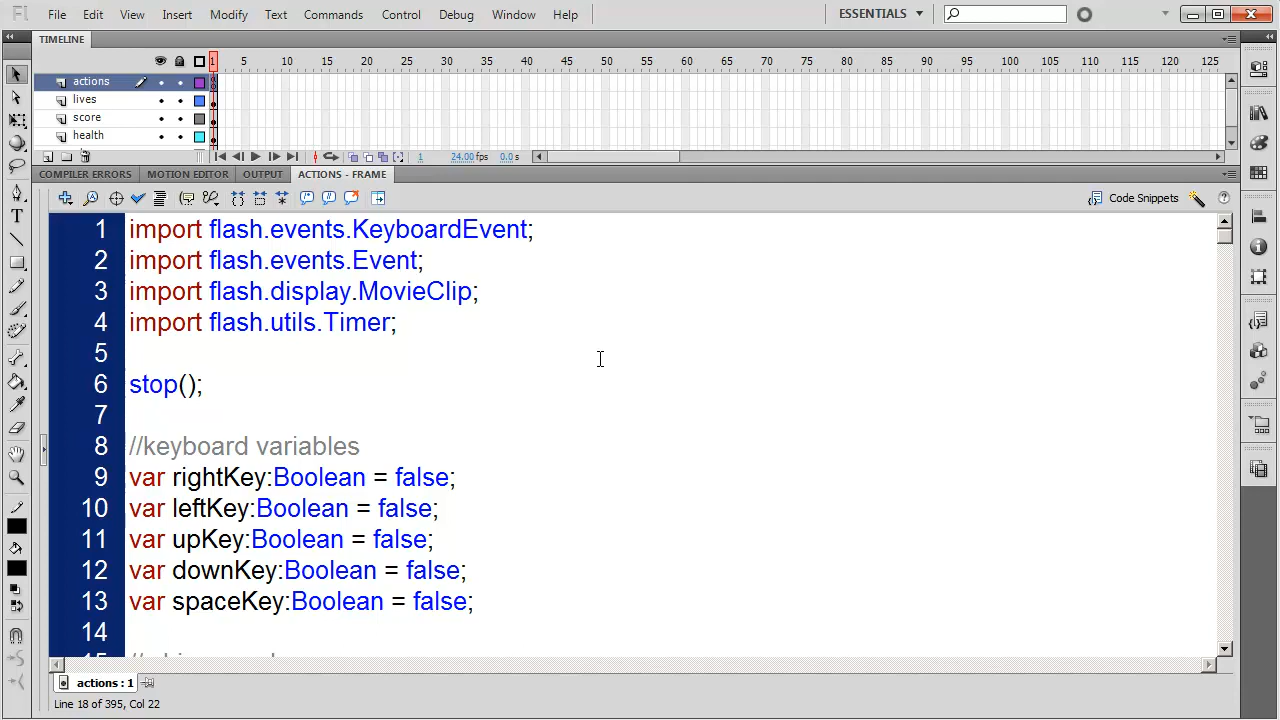 Fl File Edit View Insert Modify Text Commands Control Debug Window Help ESSENTIALS
TIMELINE
1 5 10 15 20 25 30 35 40 45 50 55 60 65 70 75 80 85 90 95 100 105 110 115 120 125
actions
lives
score
health
1 24.00 fps 0.0 s
COMPILER ERRORS MOTION EDITOR OUTPUT ACTIONS - FRAME
Code Snippets
1 import flash.events.KeyboardEvent;
2 import flash.events.Event;
3 import flash.display.MovieClip;
4 import flash.utils.Timer;
5
6 stop();
7
8 //keyboard variables
9 var rightKey:Boolean = false;
10 var leftKey:Boolean = false;
11 var upKey:Boolean = false;
12 var downKey:Boolean = false;
13 var spaceKey:Boolean = false;
14
actions : 1
Line 18 of 395, Col 22